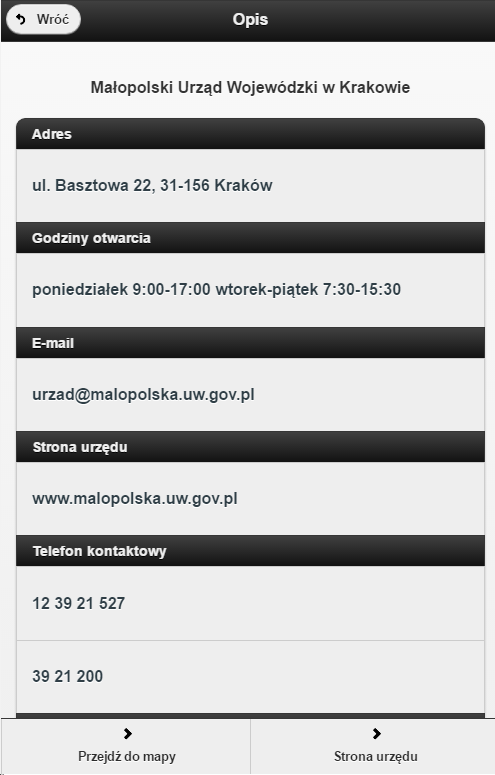 Wróć
Opis
Małopolski Urząd Wojewódzki w Krakowie
Adres
ul. Basztowa 22, 31-156 Kraków
Godziny otwarcia
poniedziałek 9:00-17:00 wtorek-piątek 7:30-15:30
E-mail
urzad@malopolska.uw.gov.pl
Strona urzędu
www.malopolska.uw.gov.pl
Telefon kontaktowy
12 39 21 527
39 21 200
Przejdź do mapy
Strona urzędu